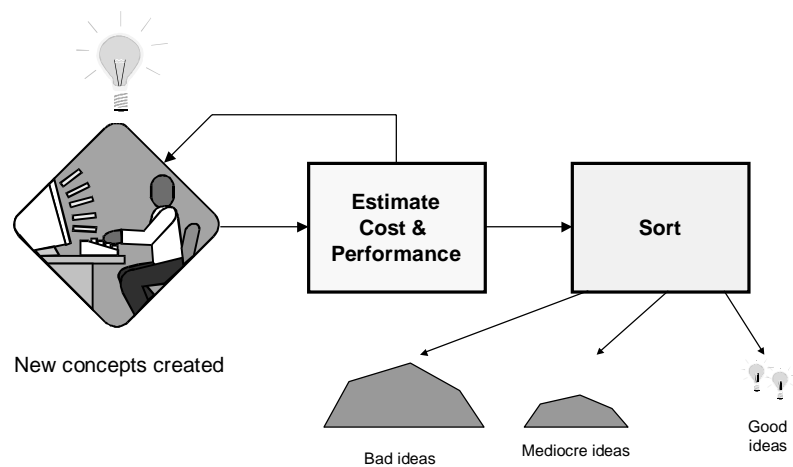 Estimate
Cost &
Performance
Sort
New concepts created
Bad ideas
Mediocre ideas
Good
ideas